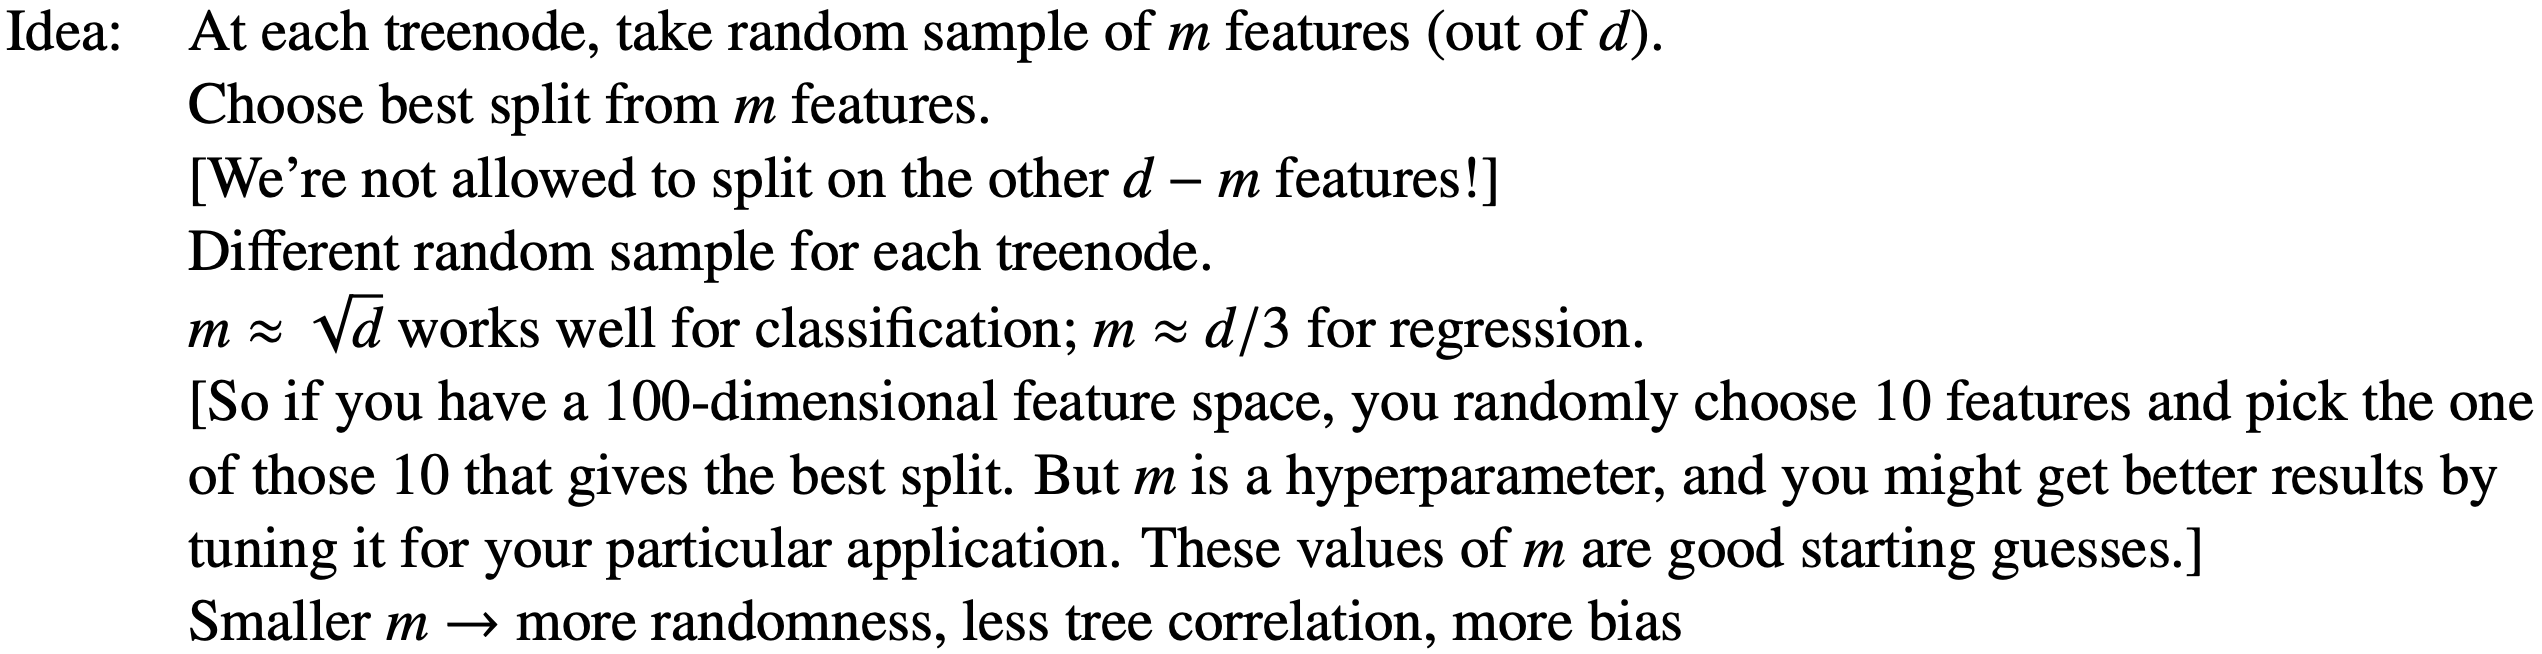 Idea: At each treenode, take random sample of m features (out of d).
Choose best split from m features.
[We’re not allowed to split on the other d − m features!]
Different random sample for each treenode.
m ≈ √d works well for classification; m ≈ d/3 for regression.
[So if you have a 100-dimensional feature space, you randomly choose 10 features and pick the one
of those 10 that gives the best split. But m is a hyperparameter, and you might get better results by
tuning it for your particular application. These values of m are good starting guesses.]
Smaller m → more randomness, less tree correlation, more bias